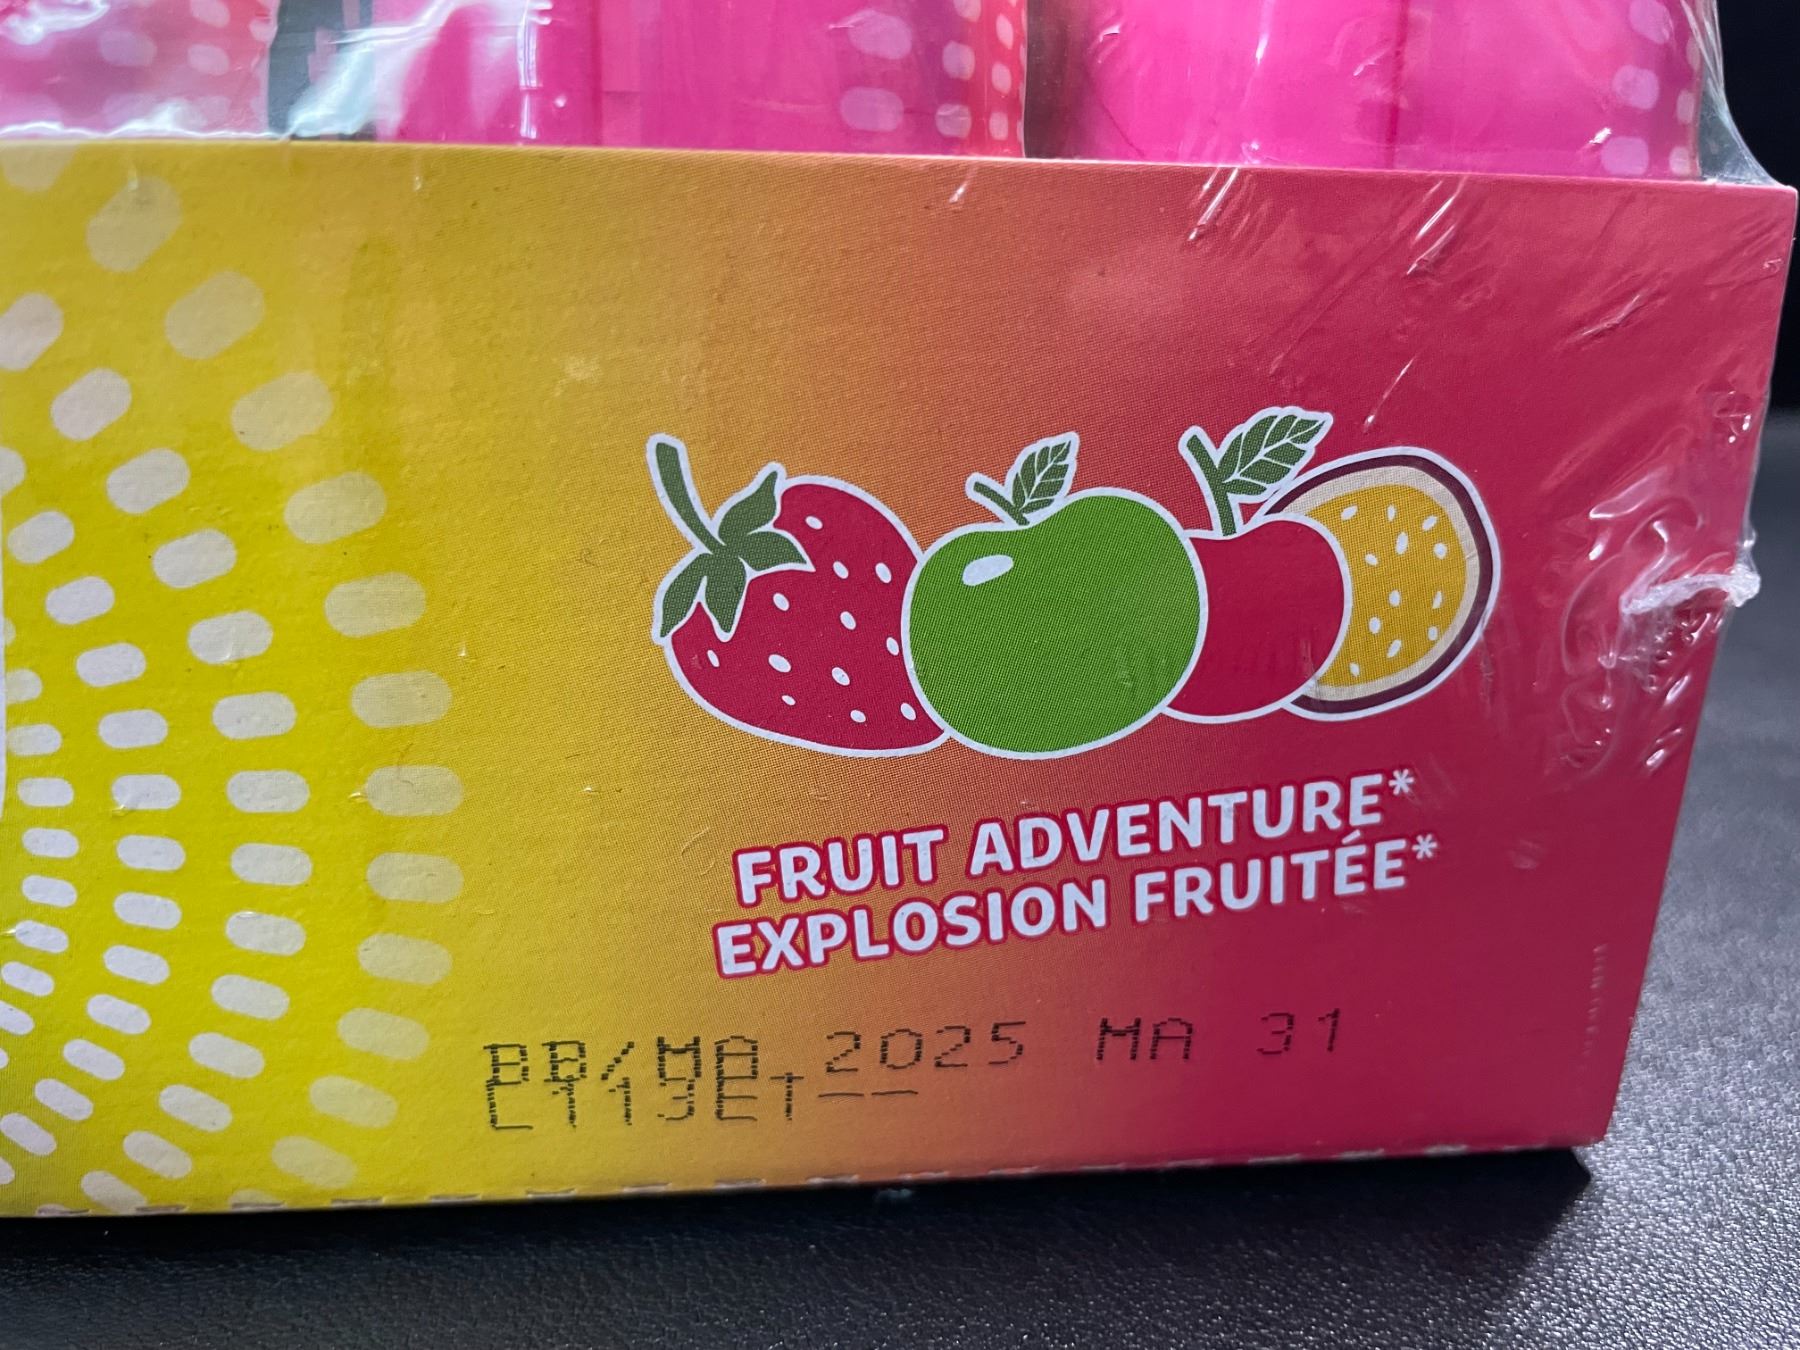 FRUIT ADVENTURE*
EXPLOSION FRUITÉE*
BB/MA 2025 MA 31